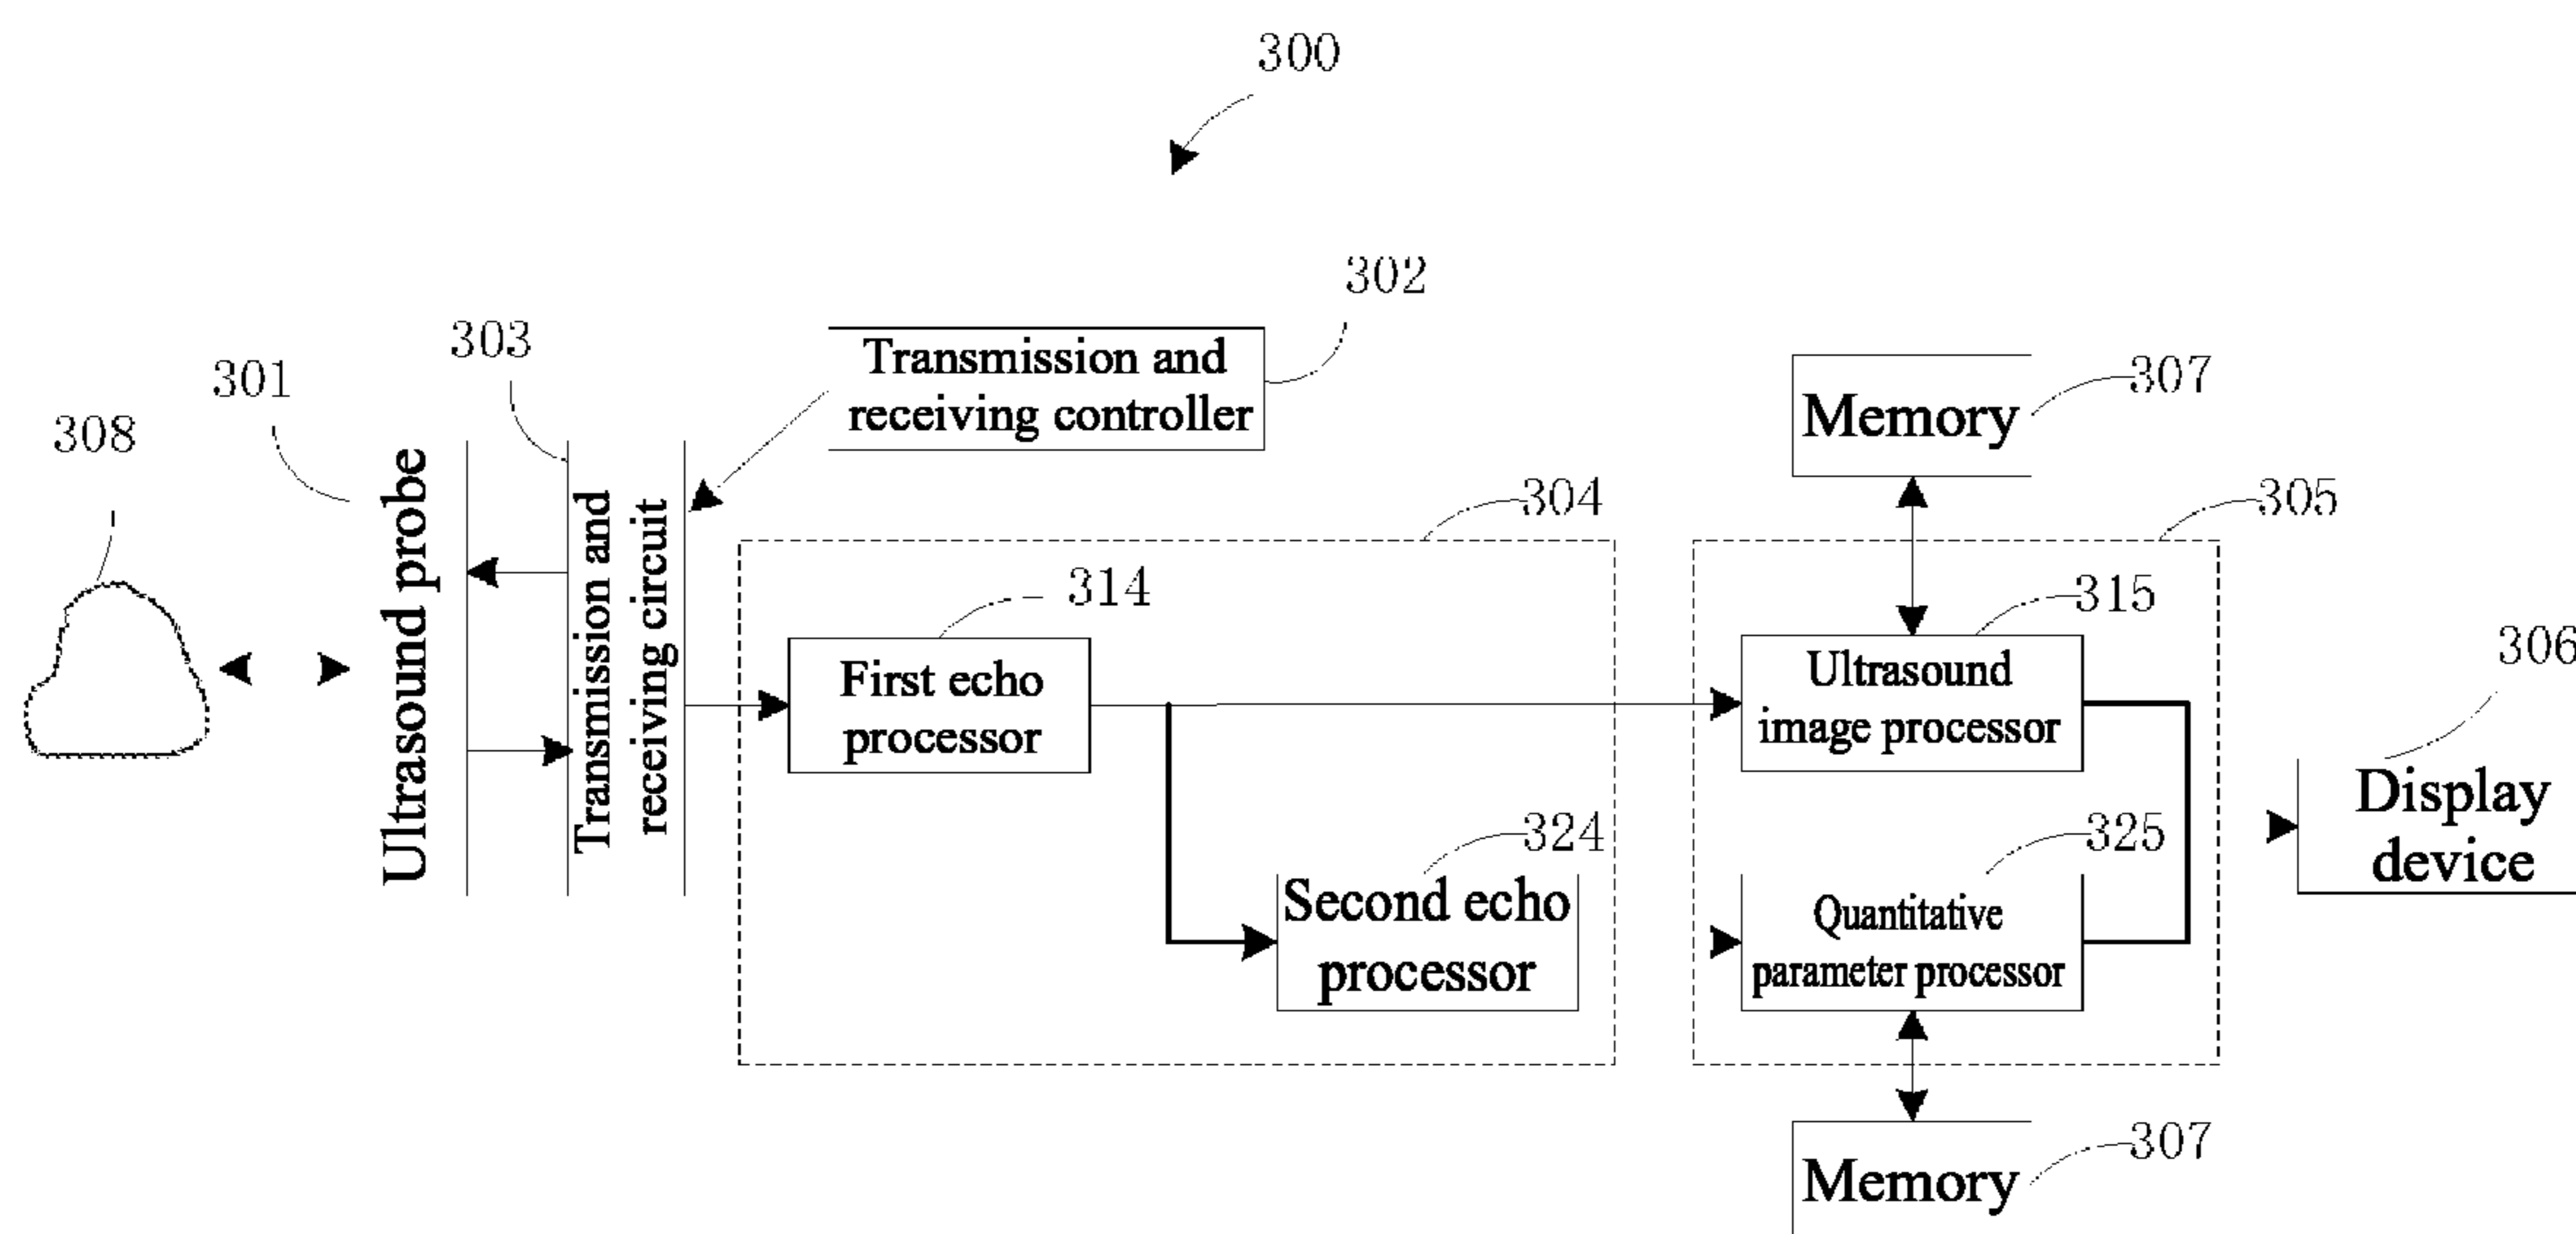 300
302
Transmission and
receiving controller
303
301
308
Ultrasound probe
Transmission and
receiving circuit
304
314
First echo
processor
324
Second echo
processor
307
Memory
305
315
Ultrasound
image processor
325
Quantitative
parameter processor
306
Display
device
307
Memory